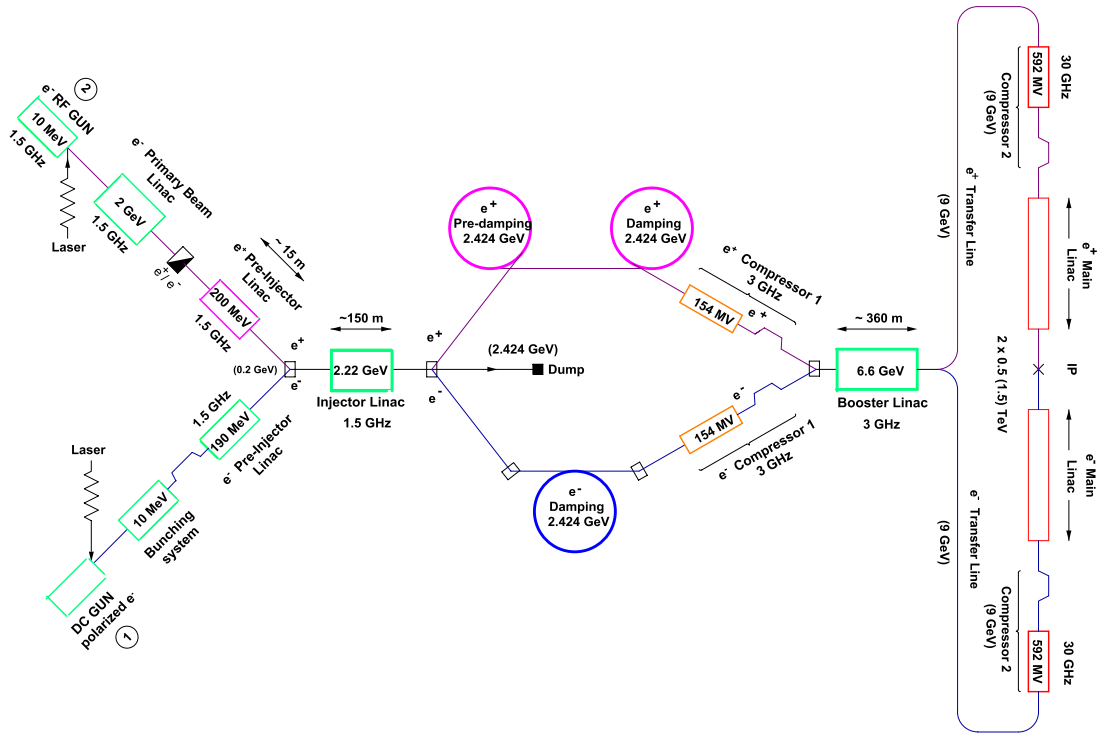 2
e- RF GUN
10 MeV
1.5 GHz
Laser
e- Primary Beam
Linac
2 GeV
1.5 GHz
e+/e-
~ 15 m
e+ Pre-Injector
Linac
200 MeV
1.5 GHz
e+
(0.2 GeV)
e-
1.5 GHz
190 MeV
e- Pre-Injector
Linac
Laser
10 MeV
Bunching
system
DC GUN
polarized e-
1
~150 m
2.22 GeV
Injector Linac
1.5 GHz
e+
e-
(2.424 GeV)
Dump
e+
Pre-damping
2.424 GeV
e+
Damping
2.424 GeV
e-
Damping
2.424 GeV
e+ Compressor 1
3 GHz
154 MV
e+
e-
154 MV
e- Compressor 1
3 GHz
~ 360 m
6.6 GeV
Booster Linac
3 GHz
e+ Transfer Line
(9 GeV)
e- Transfer Line
(9 GeV)
30 GHz
592 MV
Compressor 2
(9 GeV)
e+ Main
Linac
2 x 0.5 (1.5) TeV
IP
e- Main
Linac
Compressor 2
(9 GeV)
592 MV
30 GHz